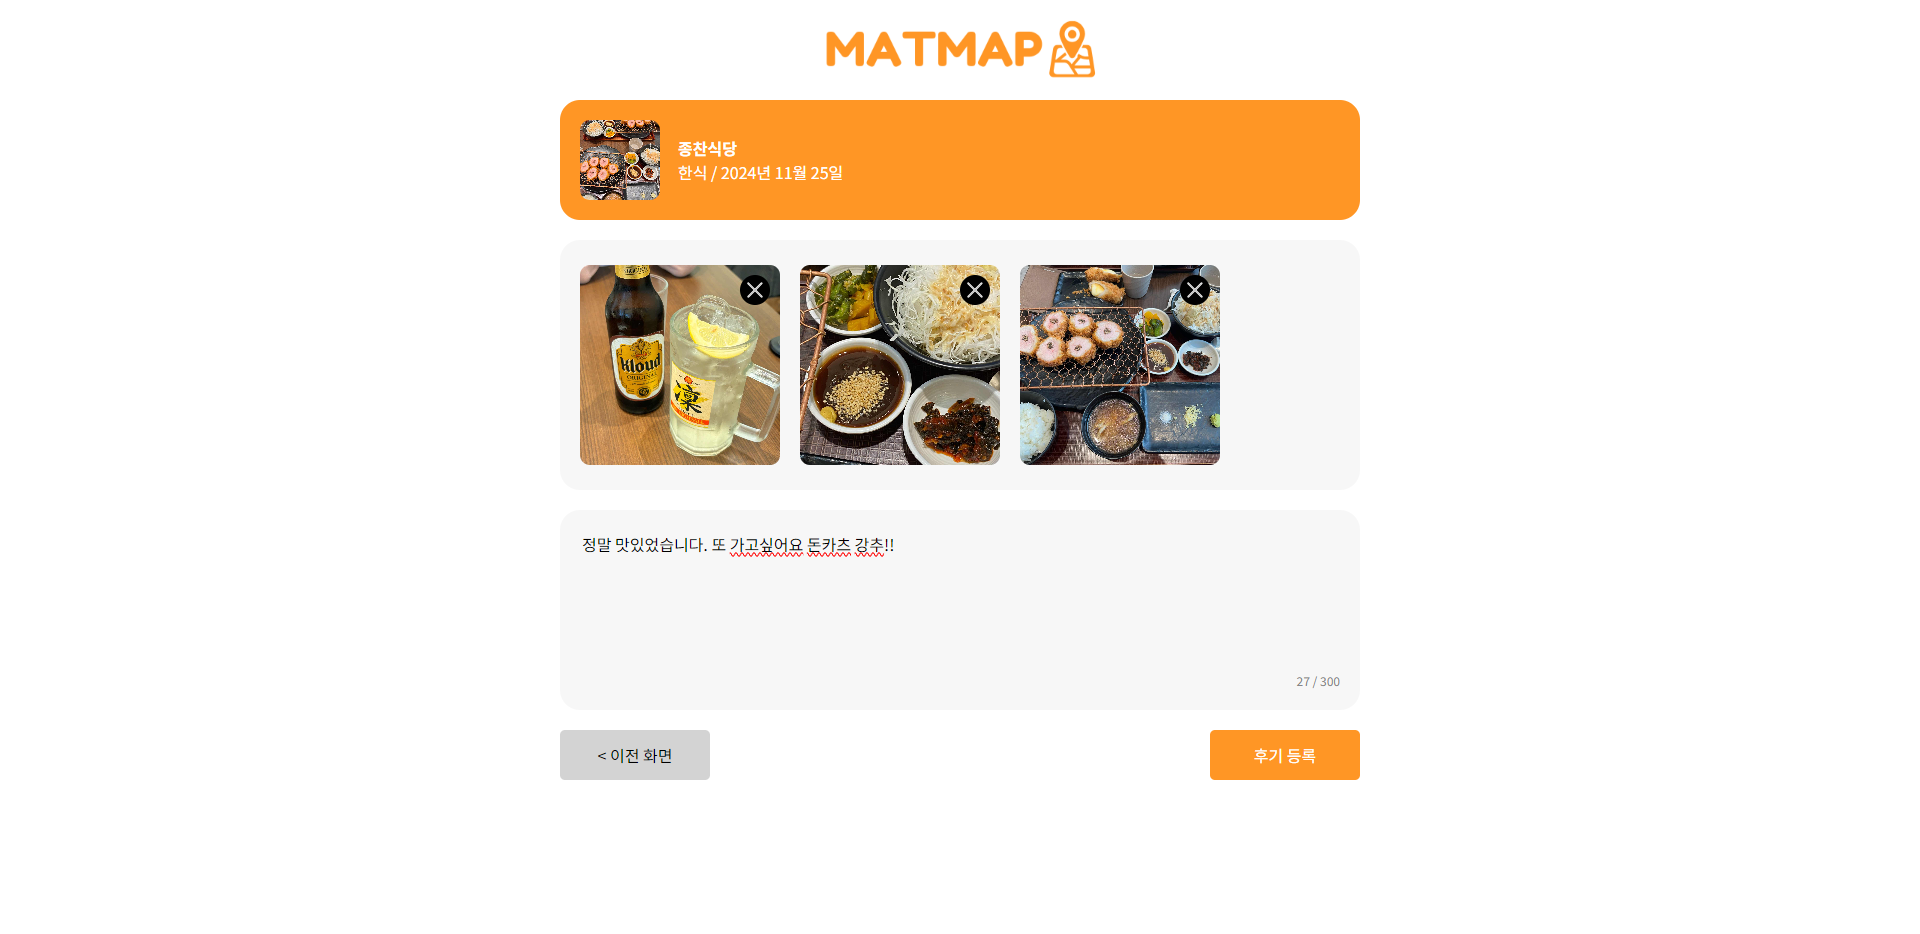 MATMAP
종찬식당
한식 / 2024년 11월 25일
Kloud
ORIGINAL
凜
정말 맛있었습니다. 또 가고싶어요 돈카츠 강추!!
27 / 300
< 이전 화면
후기 등록